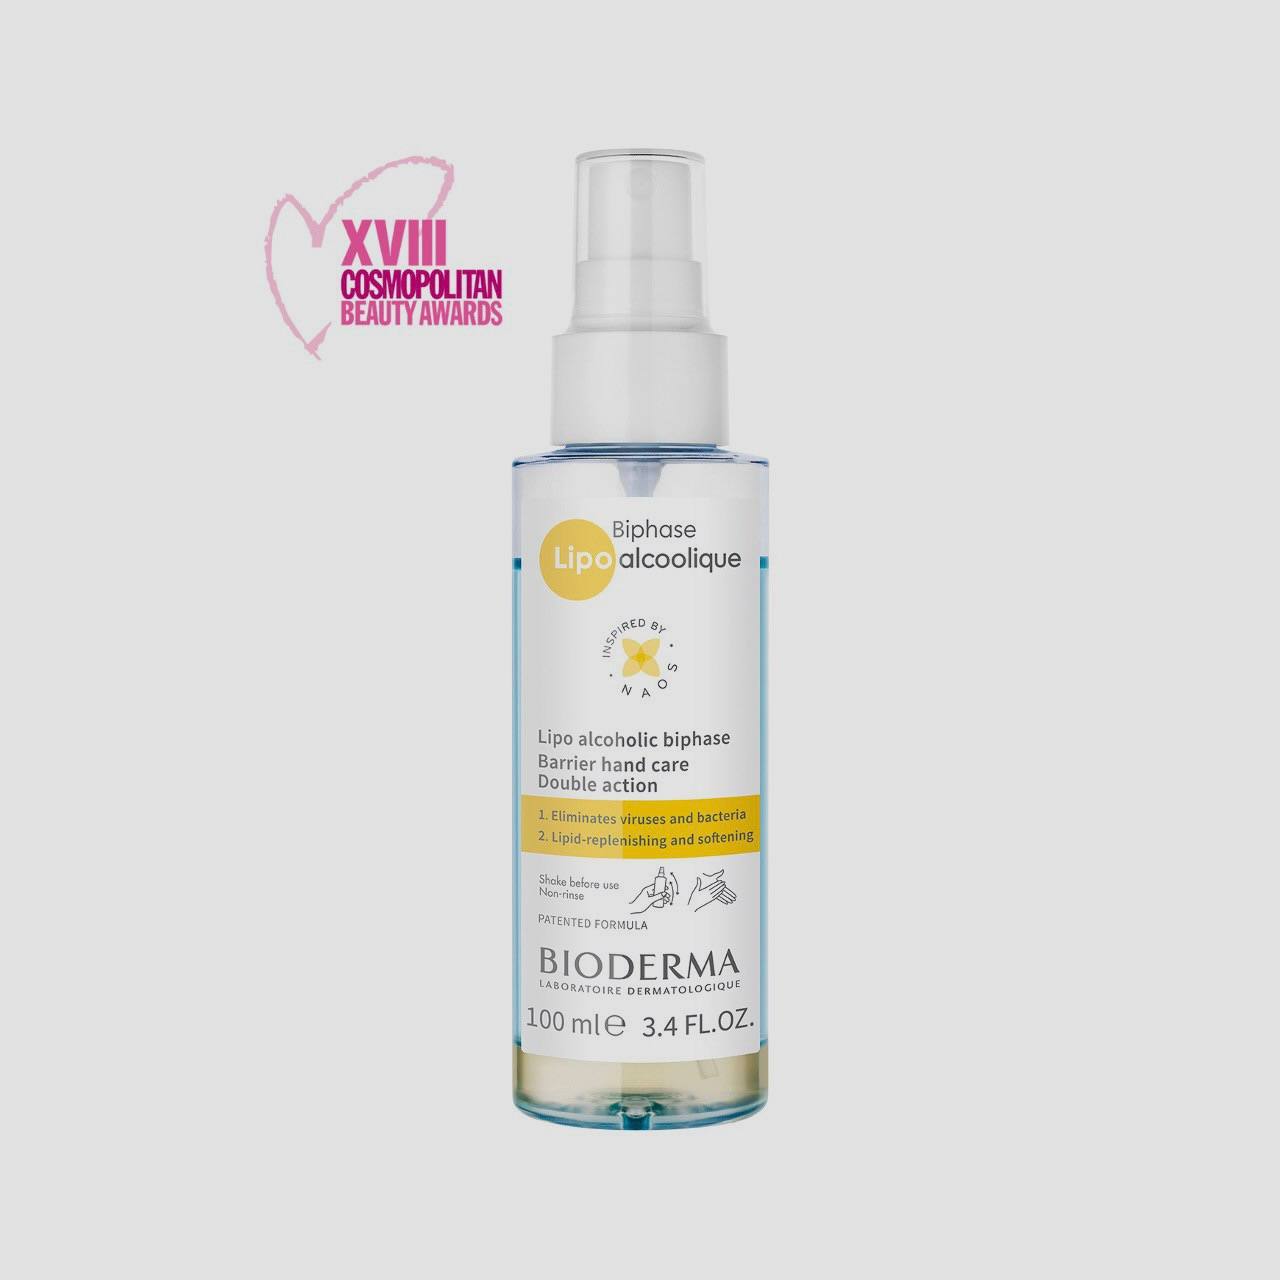 XVIII
COSMOPOLITAN
BEAUTY AWARDS
Biphase
Lipo alcoolique
INSPIRED BY
NAOS
Lipo alcoholic biphase
Barrier hand care
Double action
1. Eliminates viruses and bacteria
2. Lipid-replenishing and softening
Shake before use
Non-rinse
PATENTED FORMULA
BIODERMA
LABORATOIRE DERMATOLOGIQUE
100 ml℮ 3.4 FL.OZ.